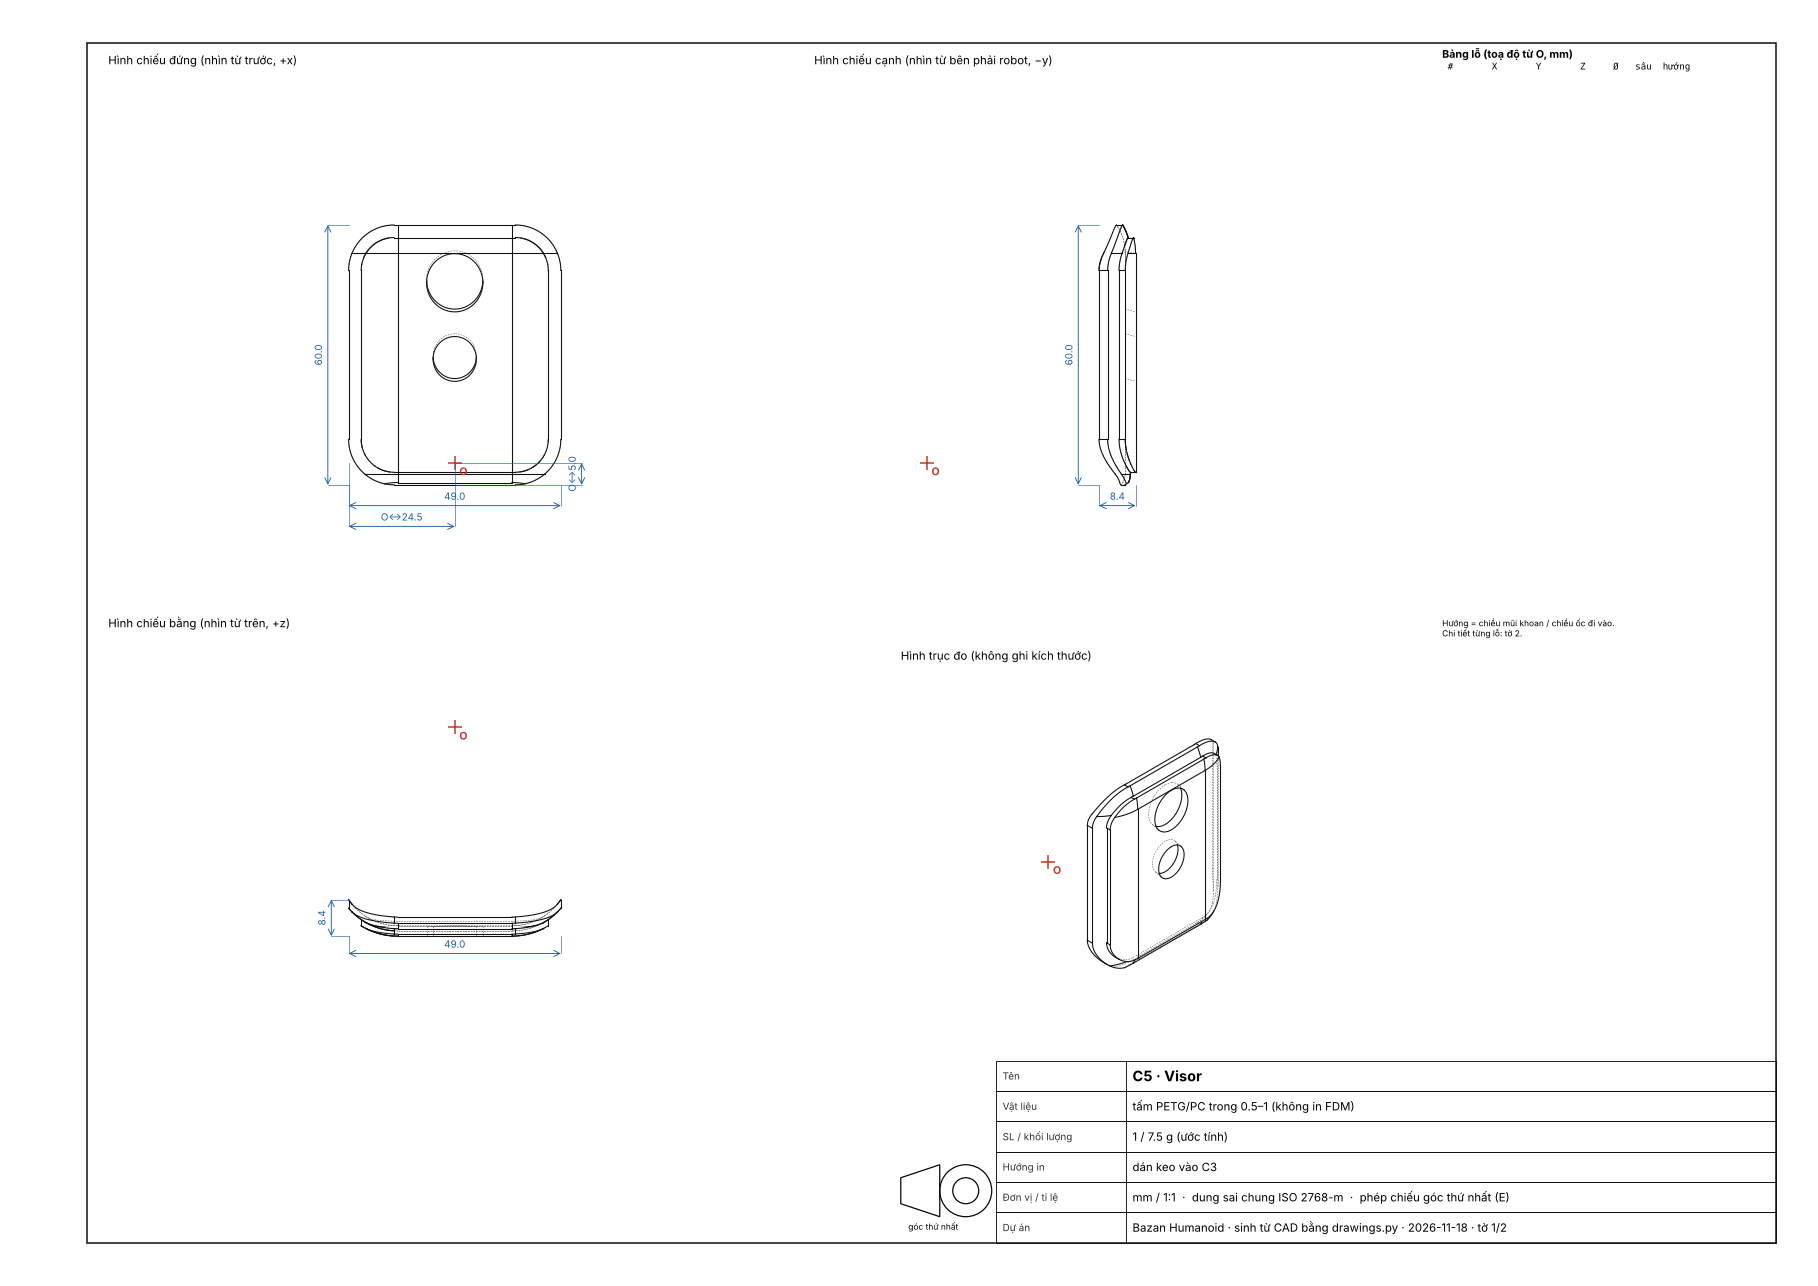 Hình chiếu đứng (nhìn từ trước, +x)
Hình chiếu cạnh (nhìn từ bên phải robot, −y)
Bảng lỗ (toạ độ từ O, mm)
# X Y Z Ø sâu hướng
60.0
O
O↔5.0
49.0
O↔24.5
60.0
O
8.4
Hình chiếu bằng (nhìn từ trên, +z)
Hướng = chiều mũi khoan / chiều ốc đi vào.
Chi tiết từng lỗ: tờ 2.
Hình trục đo (không ghi kích thước)
O
8.4
49.0
O
Tên C5 · Visor
Vật liệu tấm PETG/PC trong 0.5–1 (không in FDM)
SL / khối lượng 1 / 7.5 g (ước tính)
Hướng in dán keo vào C3
Đơn vị / tỉ lệ mm / 1:1 · dung sai chung ISO 2768-m · phép chiếu góc thứ nhất (E)
góc thứ nhất
Dự án Bazan Humanoid · sinh từ CAD bằng drawings.py · 2026-11-18 · tờ 1/2